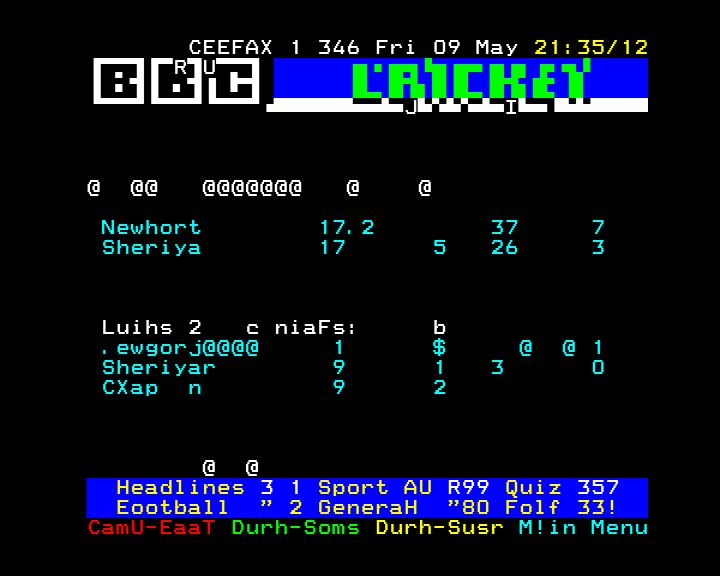 CEEFAX 1 346 Fri 09 May 21:35/12
BBC R U CRICKET
J I
@ @@ @@@@@@@ @ @
Newhort 17.2 37 7
Sheriya 17 5 26 3
Luihs 2 c niaFs: b
.ewgorj@@@@ 1 $ @ @ 1
Sheriyar 9 1 3 0
CXap n 9 2
@ @
Headlines 3 1 Sport AU R99 Quiz 357
Eootball " 2 GeneraH "80 Folf 33!
CamU-EaaT Durh-Soms Durh-Susr M!in Menu